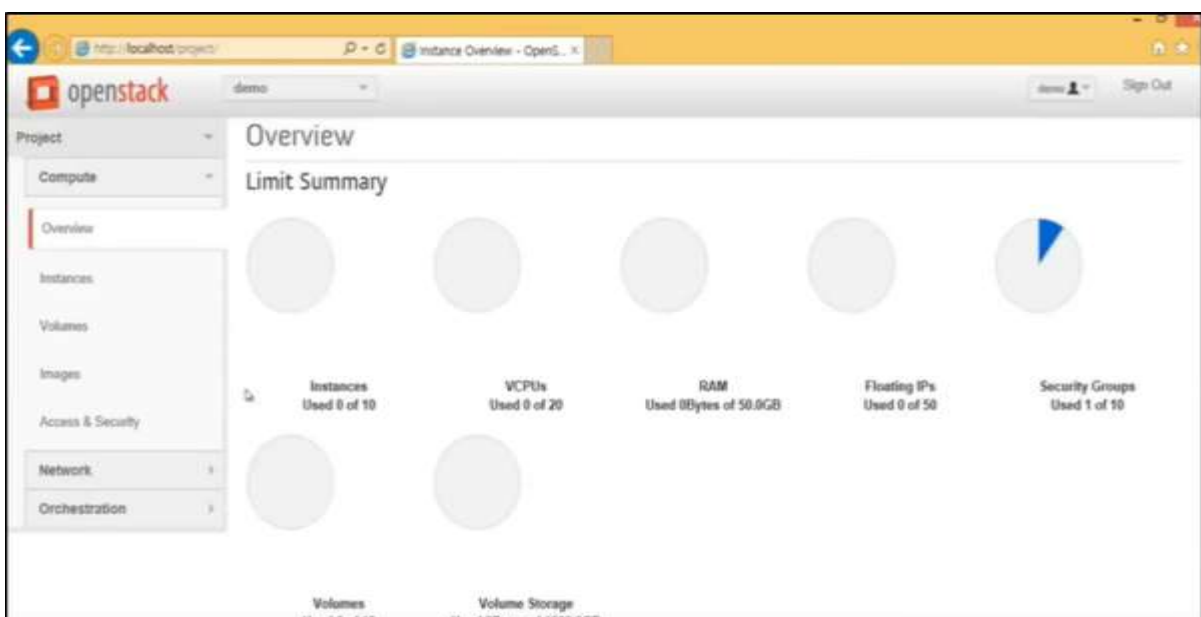 http://localhost/project/
Instance Overview - OpenS...
openstack
demo
demo
Sign Out
Project
Overview
Compute
Limit Summary
Overview
Instances
Volumes
Images
Access & Security
Network
Orchestration
Instances
Used 0 of 10
VCPUs
Used 0 of 20
RAM
Used 0Bytes of 50.0GB
Floating IPs
Used 0 of 50
Security Groups
Used 1 of 10
Volumes
Volume Storage